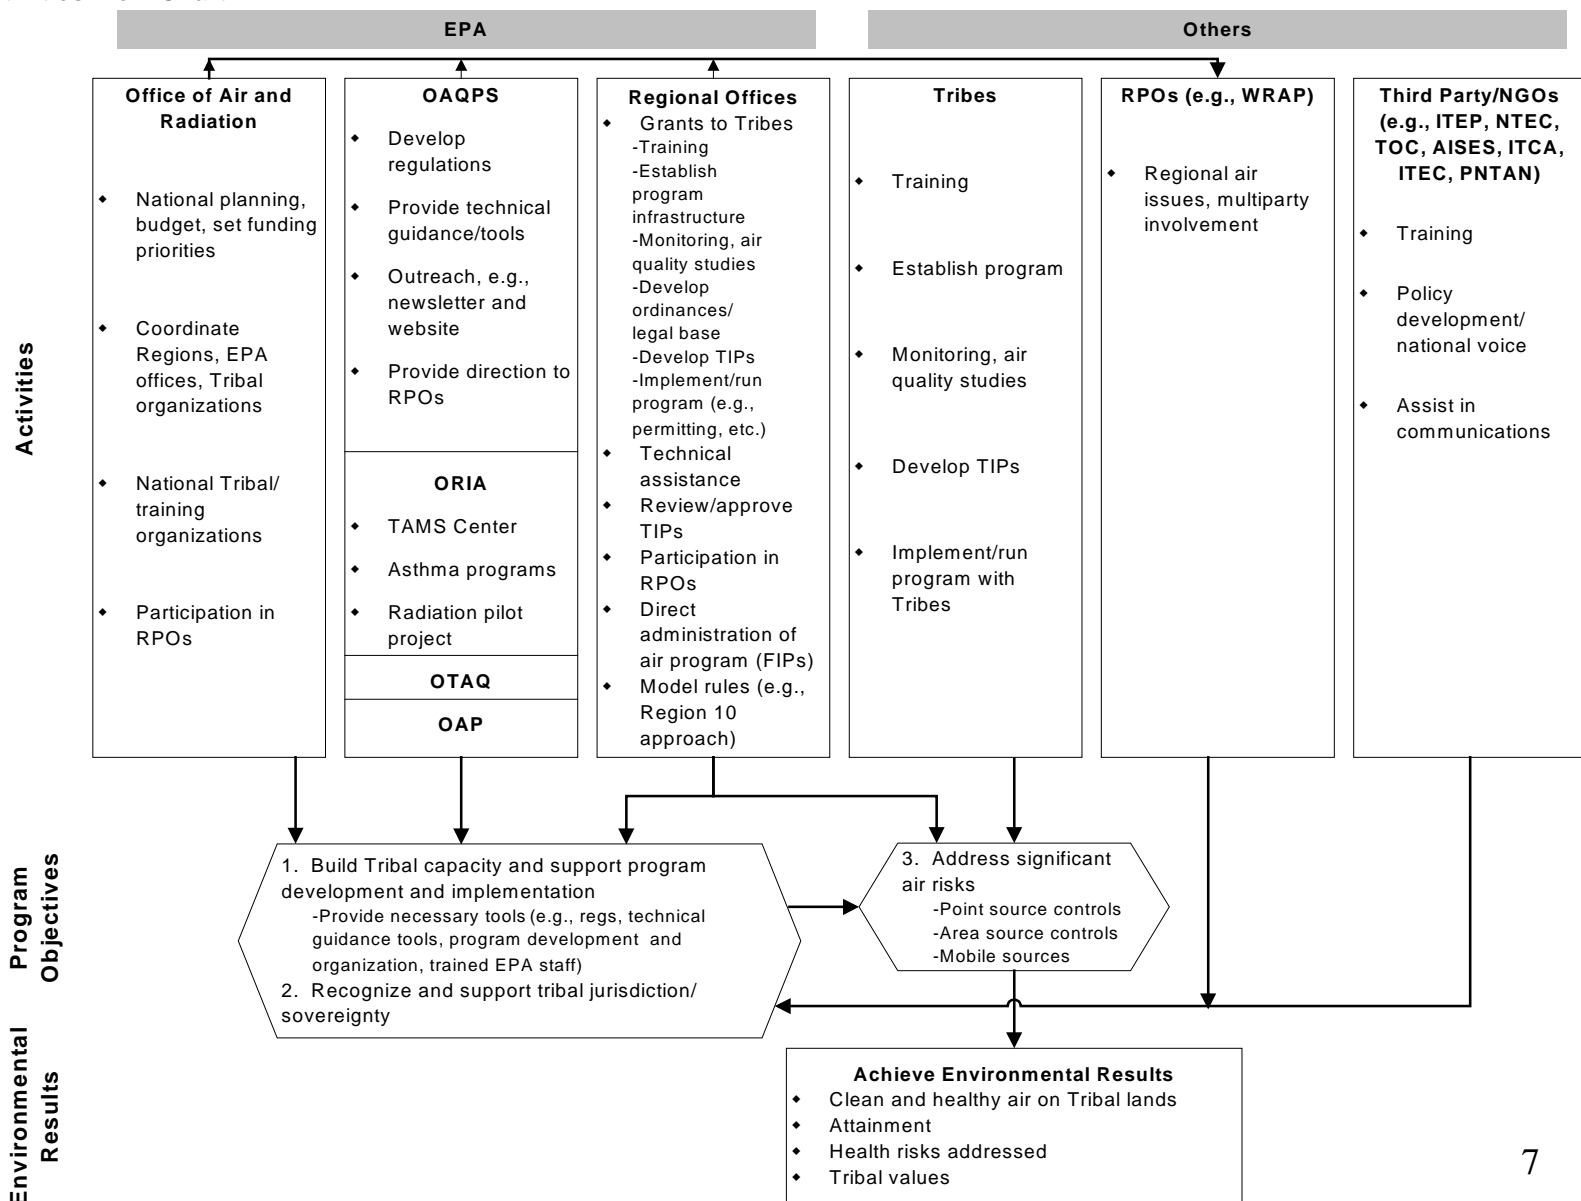 EPA
Others
Office of Air and
Radiation
National planning,
budget, set funding
priorities
Coordinate
Regions, EPA
offices, Tribal
organizations
National Tribal/
training
organizations
Participation in
RPOs
OAQPS
Develop
regulations
Provide technical
guidance/tools
Outreach, e.g.,
newsletter and
website
Provide direction to
RPOs
ORIA
TAMS Center
Asthma programs
Radiation pilot
project
OTAQ
OAP
Regional Offices
Grants to Tribes
-Training
-Establish
program
infrastructure
-Monitoring, air
quality studies
-Develop
ordinances/
legal base
-Develop TIPs
-Implement/run
program (e.g.,
permitting, etc.)
Technical
assistance
Review/approve
TIPs
Participation in
RPOs
Direct
administration of
air program (FIPs)
Model rules (e.g.,
Region 10
approach)
Tribes
Training
Establish program
Monitoring, air
quality studies
Develop TIPs
Implement/run
program with
Tribes
RPOs (e.g., WRAP)
Regional air
issues, multiparty
involvement
Third Party/NGOs
(e.g., ITEP, NTEC,
TOC, AISES, ITCA,
ITEC, PNTAN)
Training
Policy
development/
national voice
Assist in
communications
Activities
Program
Objectives
1. Build Tribal capacity and support program
development and implementation
-Provide necessary tools (e.g., regs, technical
guidance tools, program development and
organization, trained EPA staff)
2. Recognize and support tribal jurisdiction/
sovereignty
3. Address significant
air risks
-Point source controls
-Area source controls
-Mobile sources
Environmental
Results
Achieve Environmental Results
Clean and healthy air on Tribal lands
Attainment
Health risks addressed
Tribal values
7